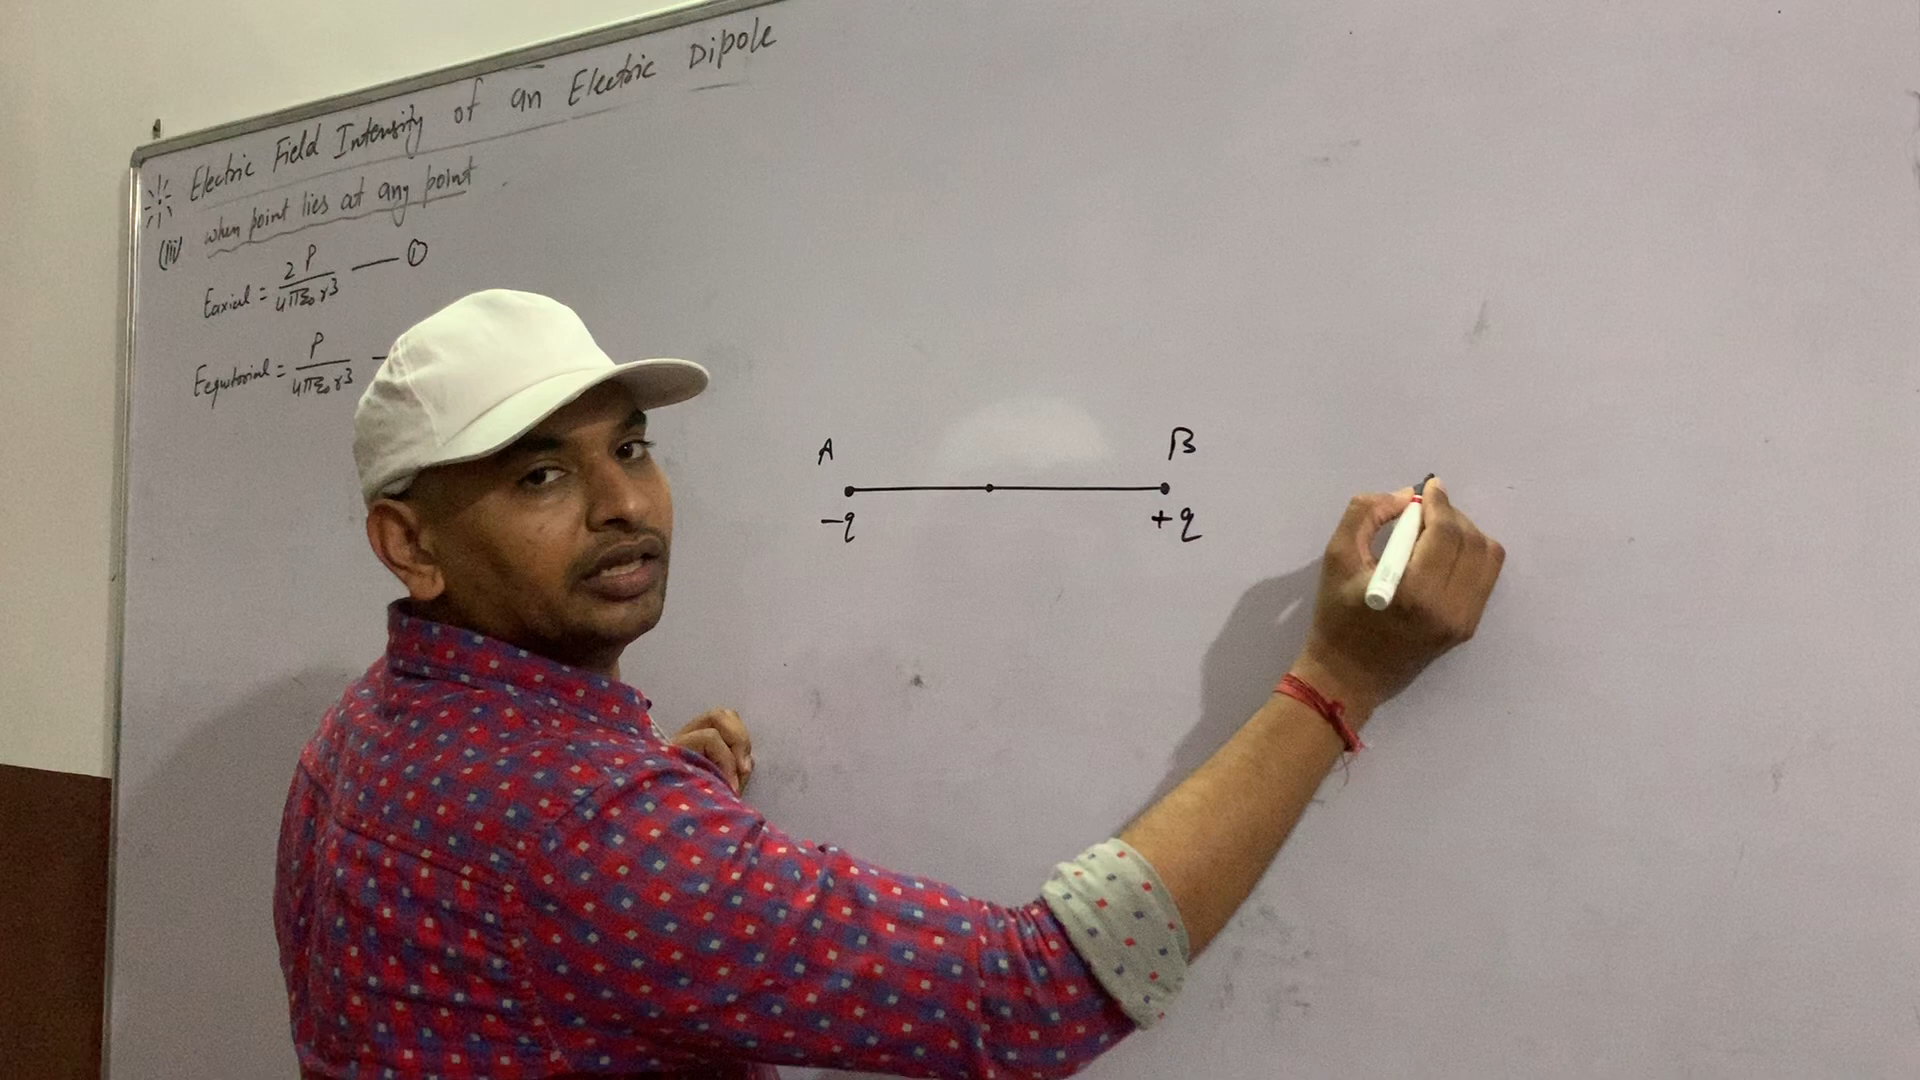 Electric Field Intensity of an Electric Dipole
(iii) when point lies at any point
Eaxial = 2P / 4πε₀r³ — ①
Eequatorial = P / 4πε₀r³ —
A B
-q +q